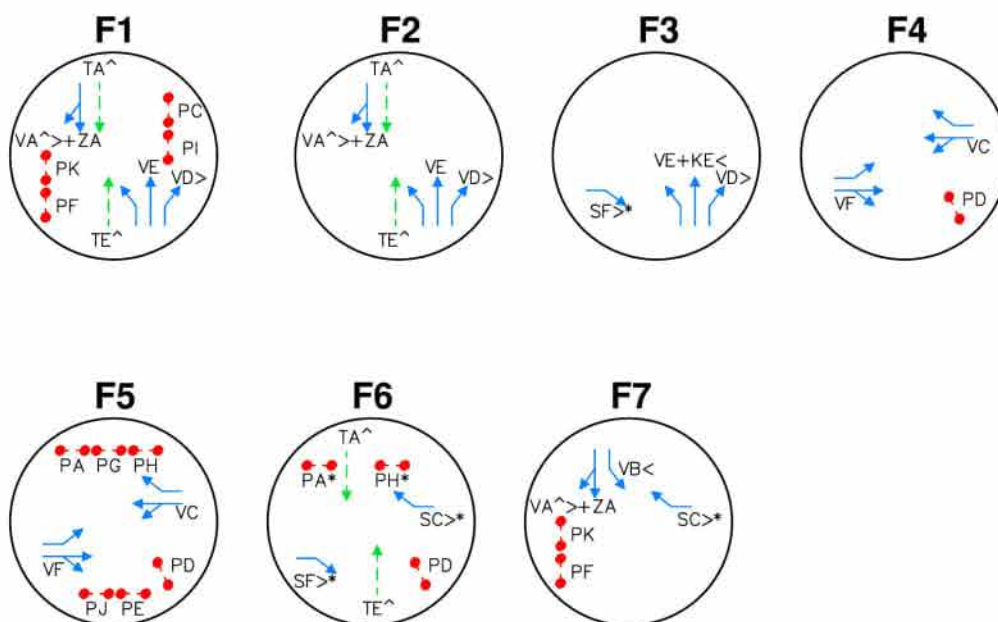 F1 F2 F3 F4
TA^ TA^
PC
VA^>+ZA PI VA^>+ZA VC
PK VE VE VE+KE<
VD> VD> VD>
PF SF>* VF PD
TE^ TE^
F5 F6 F7
TA^
PA PG PH PA* PH* VB<
VC SC>* VA^>+ZA SC>*
PK
VF PD SF>* PD PF
PJ PE TE^